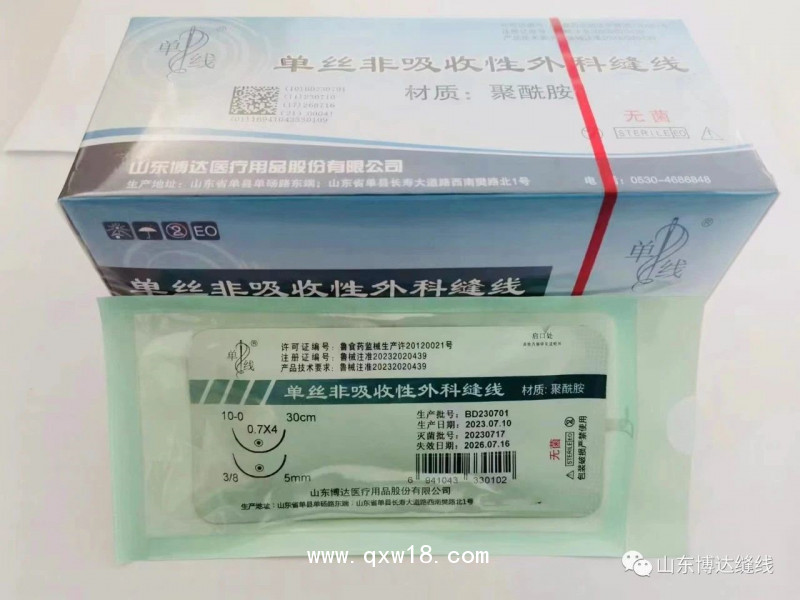 单线
单丝非吸收性外科缝线
材质：聚酰胺
无菌
STERILE EO
山东博达医疗用品股份有限公司
生产地址：山东省单县单砀路东端；山东省单县长寿大道路西南樊路北1号
电 话：0530-4686848
2 EO
单线®
单丝非吸收性外科缝线
单线®
许可证编号：鲁食药监械生产许20120021号
注册证编号：鲁械注准20232020439
产品技术要求：鲁械注准20232020439
启口处
单丝非吸收性外科缝线 材质：聚酰胺
10-0 30cm
0.7X4
3/8 5mm
生产批号：BD230701
生产日期：2023.07.10
灭菌批号：20230717
失效日期：2026.07.16
6 941043 330102
无菌
STERILE EO
包装破损严禁使用
山东博达医疗用品股份有限公司
生产地址：山东省单县单砀路东端；山东省单县长寿大道路西南樊路北1号
www.qxw18.com
山东博达缝线